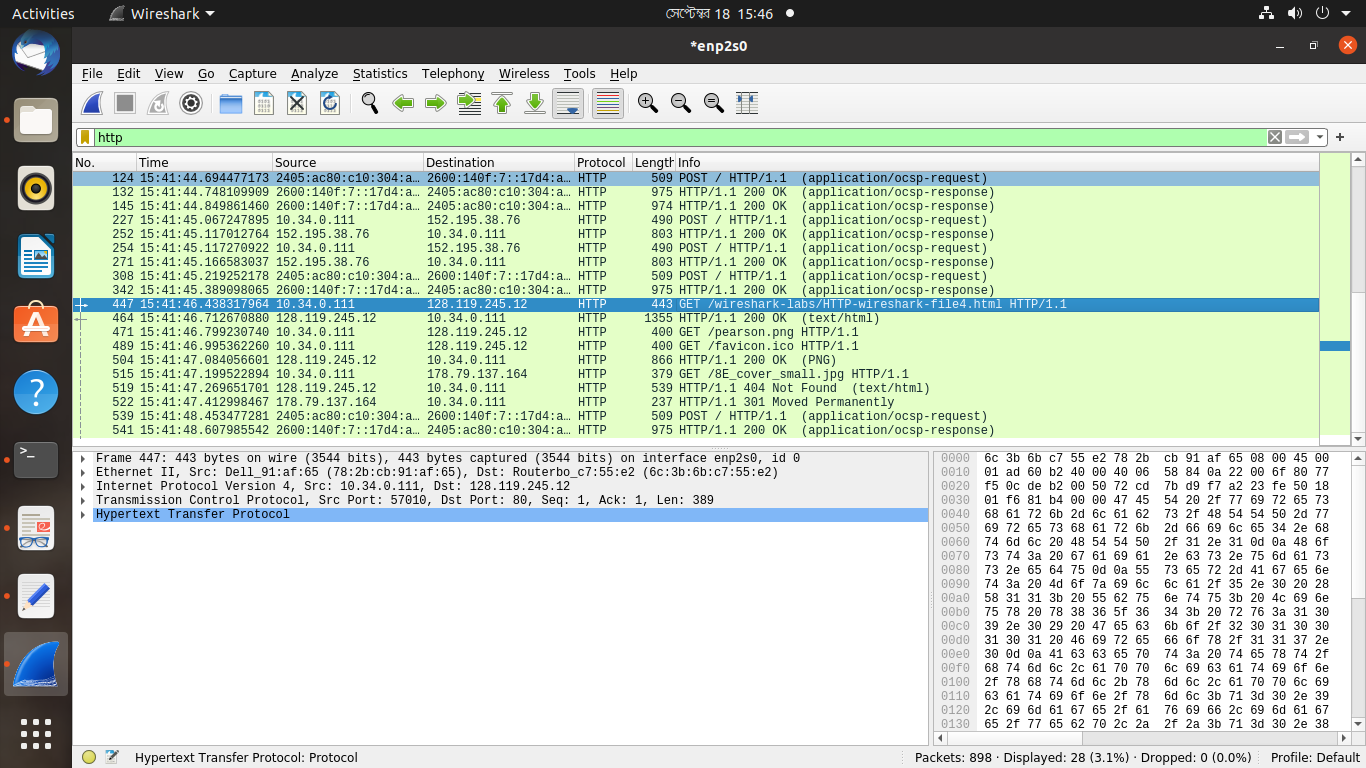 Activities Wireshark সেপ্টেম্বর 18 15:46
*enp2s0
File Edit View Go Capture Analyze Statistics Telephony Wireless Tools Help
http
No. Time Source Destination Protocol Length Info
124 15:41:44.694477173 2405:ac80:c10:304:a… 2600:140f:7::17d4:a… HTTP 509 POST / HTTP/1.1 (application/ocsp-request)
132 15:41:44.748109909 2600:140f:7::17d4:a… 2405:ac80:c10:304:a… HTTP 975 HTTP/1.1 200 OK (application/ocsp-response)
145 15:41:44.849861460 2600:140f:7::17d4:a… 2405:ac80:c10:304:a… HTTP 974 HTTP/1.1 200 OK (application/ocsp-response)
227 15:41:45.067247895 10.34.0.111 152.195.38.76 HTTP 490 POST / HTTP/1.1 (application/ocsp-request)
252 15:41:45.117012764 152.195.38.76 10.34.0.111 HTTP 803 HTTP/1.1 200 OK (application/ocsp-response)
254 15:41:45.117270922 10.34.0.111 152.195.38.76 HTTP 490 POST / HTTP/1.1 (application/ocsp-request)
271 15:41:45.166583037 152.195.38.76 10.34.0.111 HTTP 803 HTTP/1.1 200 OK (application/ocsp-response)
308 15:41:45.219252178 2405:ac80:c10:304:a… 2600:140f:7::17d4:a… HTTP 509 POST / HTTP/1.1 (application/ocsp-request)
342 15:41:45.389098065 2600:140f:7::17d4:a… 2405:ac80:c10:304:a… HTTP 975 HTTP/1.1 200 OK (application/ocsp-response)
447 15:41:46.438317964 10.34.0.111 128.119.245.12 HTTP 443 GET /wireshark-labs/HTTP-wireshark-file4.html HTTP/1.1
464 15:41:46.712670880 128.119.245.12 10.34.0.111 HTTP 1355 HTTP/1.1 200 OK (text/html)
471 15:41:46.799230740 10.34.0.111 128.119.245.12 HTTP 400 GET /pearson.png HTTP/1.1
489 15:41:46.995362260 10.34.0.111 128.119.245.12 HTTP 400 GET /favicon.ico HTTP/1.1
504 15:41:47.084056601 128.119.245.12 10.34.0.111 HTTP 866 HTTP/1.1 200 OK (PNG)
515 15:41:47.199522894 10.34.0.111 178.79.137.164 HTTP 379 GET /8E_cover_small.jpg HTTP/1.1
519 15:41:47.269651701 128.119.245.12 10.34.0.111 HTTP 539 HTTP/1.1 404 Not Found (text/html)
522 15:41:47.412998467 178.79.137.164 10.34.0.111 HTTP 237 HTTP/1.1 301 Moved Permanently
539 15:41:48.453477281 2405:ac80:c10:304:a… 2600:140f:7::17d4:a… HTTP 509 POST / HTTP/1.1 (application/ocsp-request)
541 15:41:48.607985542 2600:140f:7::17d4:a… 2405:ac80:c10:304:a… HTTP 975 HTTP/1.1 200 OK (application/ocsp-response)
Frame 447: 443 bytes on wire (3544 bits), 443 bytes captured (3544 bits) on interface enp2s0, id 0
Ethernet II, Src: Dell_91:af:65 (78:2b:cb:91:af:65), Dst: Routerbo_c7:55:e2 (6c:3b:6b:c7:55:e2)
Internet Protocol Version 4, Src: 10.34.0.111, Dst: 128.119.245.12
Transmission Control Protocol, Src Port: 57010, Dst Port: 80, Seq: 1, Ack: 1, Len: 389
Hypertext Transfer Protocol
0000 6c 3b 6b c7 55 e2 78 2b cb 91 af 65 08 00 45 00
0010 01 ad 60 b2 40 00 40 06 58 84 0a 22 00 6f 80 77
0020 f5 0c de b2 00 50 72 cd 7b d9 f7 a2 23 fe 50 18
0030 01 f6 81 b4 00 00 47 45 54 20 2f 77 69 72 65 73
0040 68 61 72 6b 2d 6c 61 62 73 2f 48 54 54 50 2d 77
0050 69 72 65 73 68 61 72 6b 2d 66 69 6c 65 34 2e 68
0060 74 6d 6c 20 48 54 54 50 2f 31 2e 31 0d 0a 48 6f
0070 73 74 3a 20 67 61 69 61 2e 63 73 2e 75 6d 61 73
0080 73 2e 65 64 75 0d 0a 55 73 65 72 2d 41 67 65 6e
0090 74 3a 20 4d 6f 7a 69 6c 6c 61 2f 35 2e 30 20 28
00a0 58 31 31 3b 20 55 62 75 6e 74 75 3b 20 4c 69 6e
00b0 75 78 20 78 38 36 5f 36 34 3b 20 72 76 3a 31 30
00c0 39 2e 30 29 20 47 65 63 6b 6f 2f 32 30 31 30 30
00d0 31 30 31 20 46 69 72 65 66 6f 78 2f 31 31 37 2e
00e0 30 0d 0a 41 63 63 65 70 74 3a 20 74 65 78 74 2f
00f0 68 74 6d 6c 2c 61 70 70 6c 69 63 61 74 69 6f 6e
0100 2f 78 68 74 6d 6c 2b 78 6d 6c 2c 61 70 70 6c 69
0110 63 61 74 69 6f 6e 2f 78 6d 6c 3b 71 3d 30 2e 39
0120 2c 69 6d 61 67 65 2f 61 76 69 66 2c 69 6d 61 67
0130 65 2f 77 65 62 70 2c 2a 2f 2a 3b 71 3d 30 2e 38
Hypertext Transfer Protocol: Protocol Packets: 898 · Displayed: 28 (3.1%) · Dropped: 0 (0.0%) Profile: Default